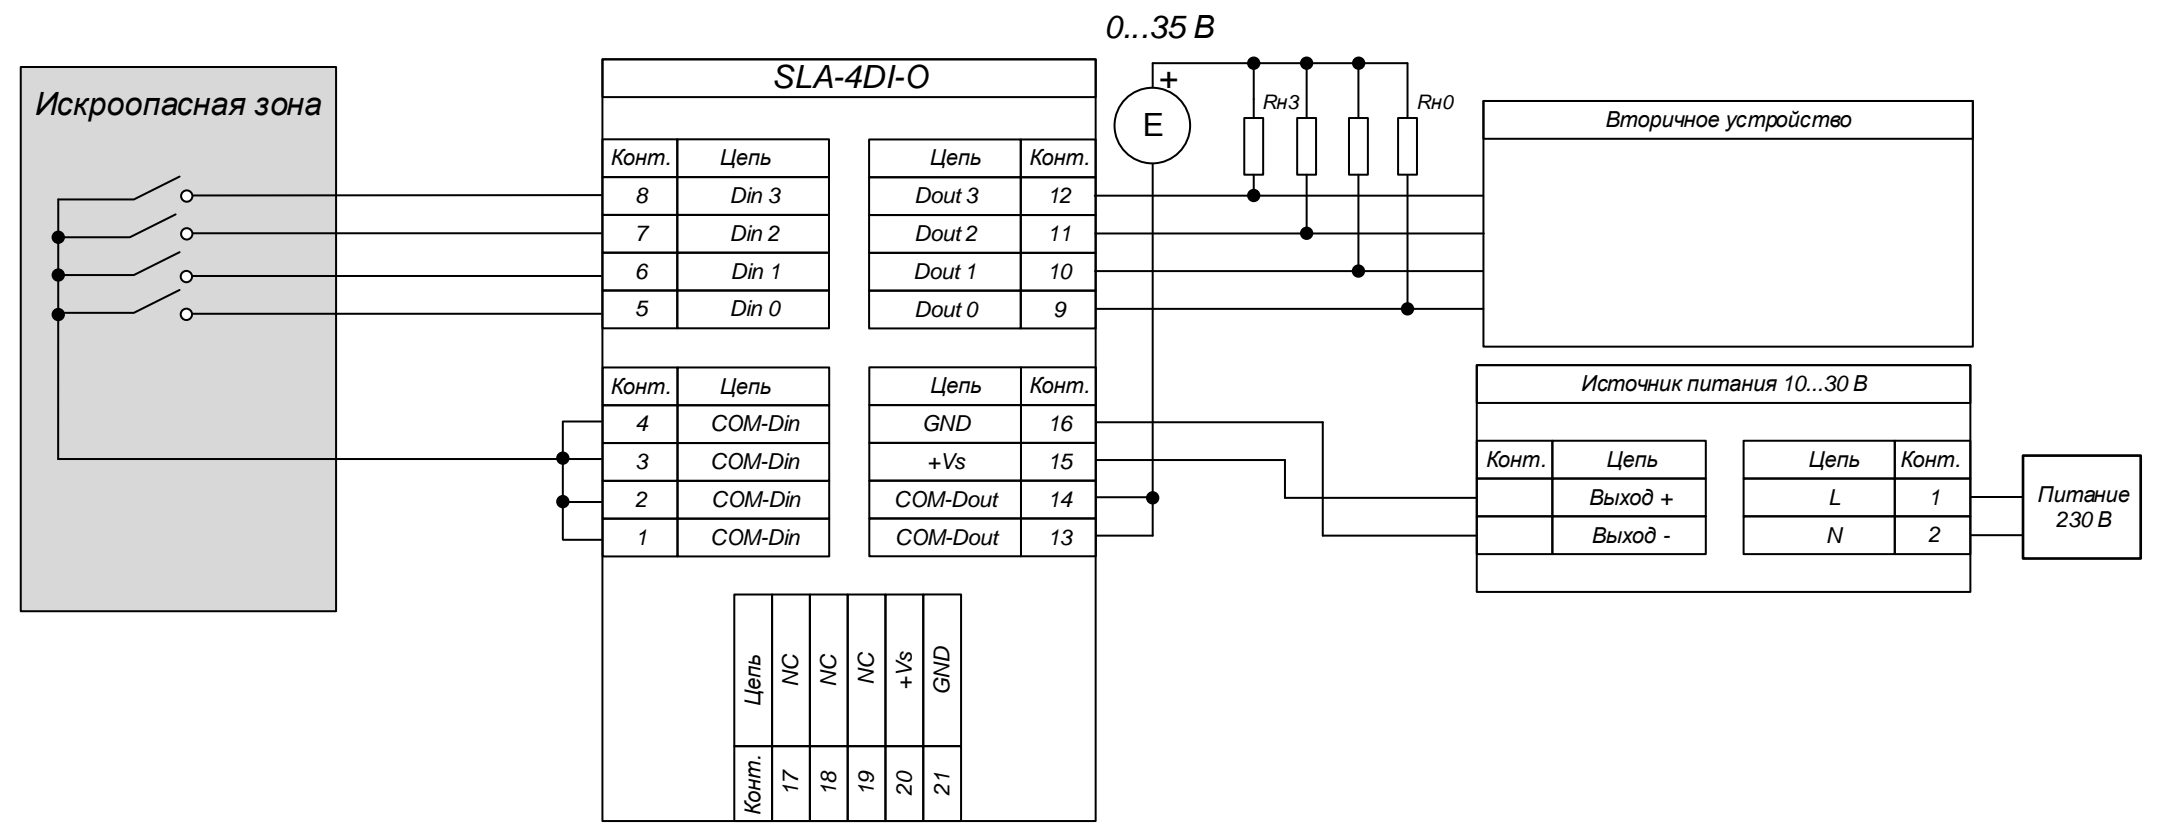 0...35 В
Искроопасная зона
SLA-4DI-O
Конт. Цепь
8 Din 3
7 Din 2
6 Din 1
5 Din 0
Цепь Конт.
Dout 3 12
Dout 2 11
Dout 1 10
Dout 0 9
Конт. Цепь
4 COM-Din
3 COM-Din
2 COM-Din
1 COM-Din
Цепь Конт.
GND 16
+Vs 15
COM-Dout 14
COM-Dout 13
Цепь NC NC NC +Vs GND
Конт. 17 18 19 20 21
+
E
Rн3
Rн0
Вторичное устройство
Источник питания 10...30 В
Конт. Цепь
Выход +
Выход -
Цепь Конт.
L 1
N 2
Питание
230 В